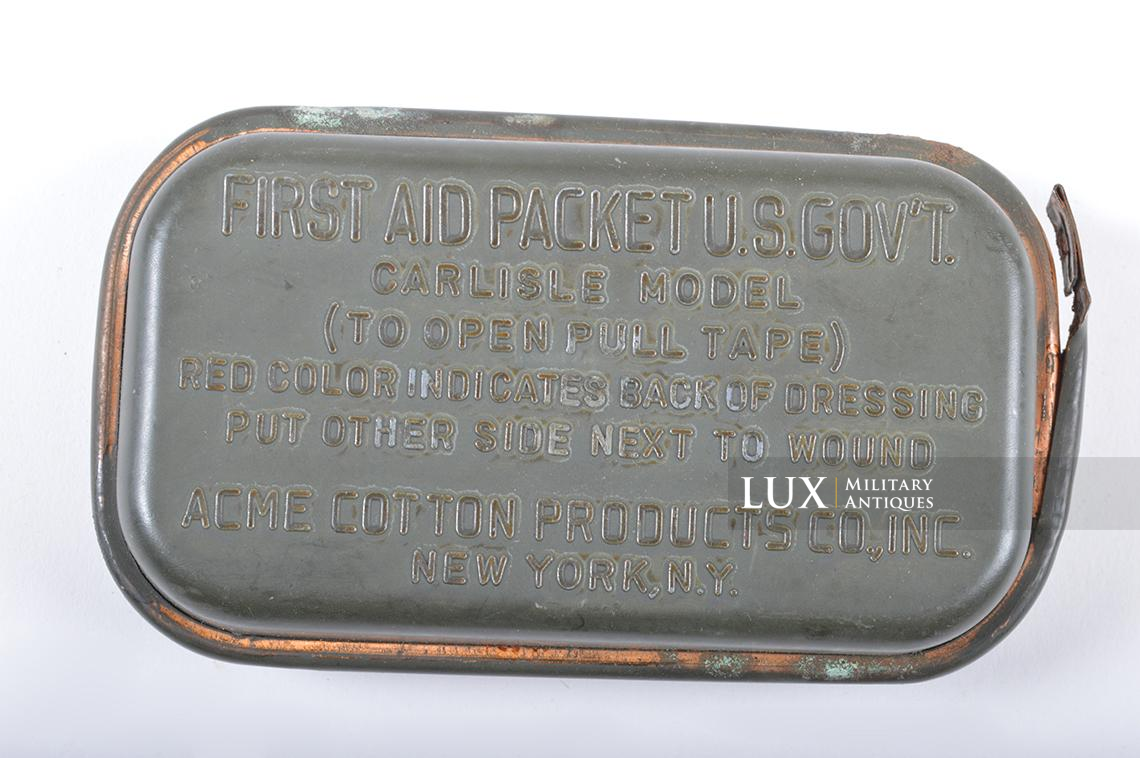 FIRST AID PACKET U.S. GOV'T.
CARLISLE MODEL
(TO OPEN PULL TAPE)
RED COLOR INDICATES BACK OF DRESSING
PUT OTHER SIDE NEXT TO WOUND
ACME COTTON PRODUCTS CO., INC.
NEW YORK, N.Y.
LUX MILITARY
ANTIQUES